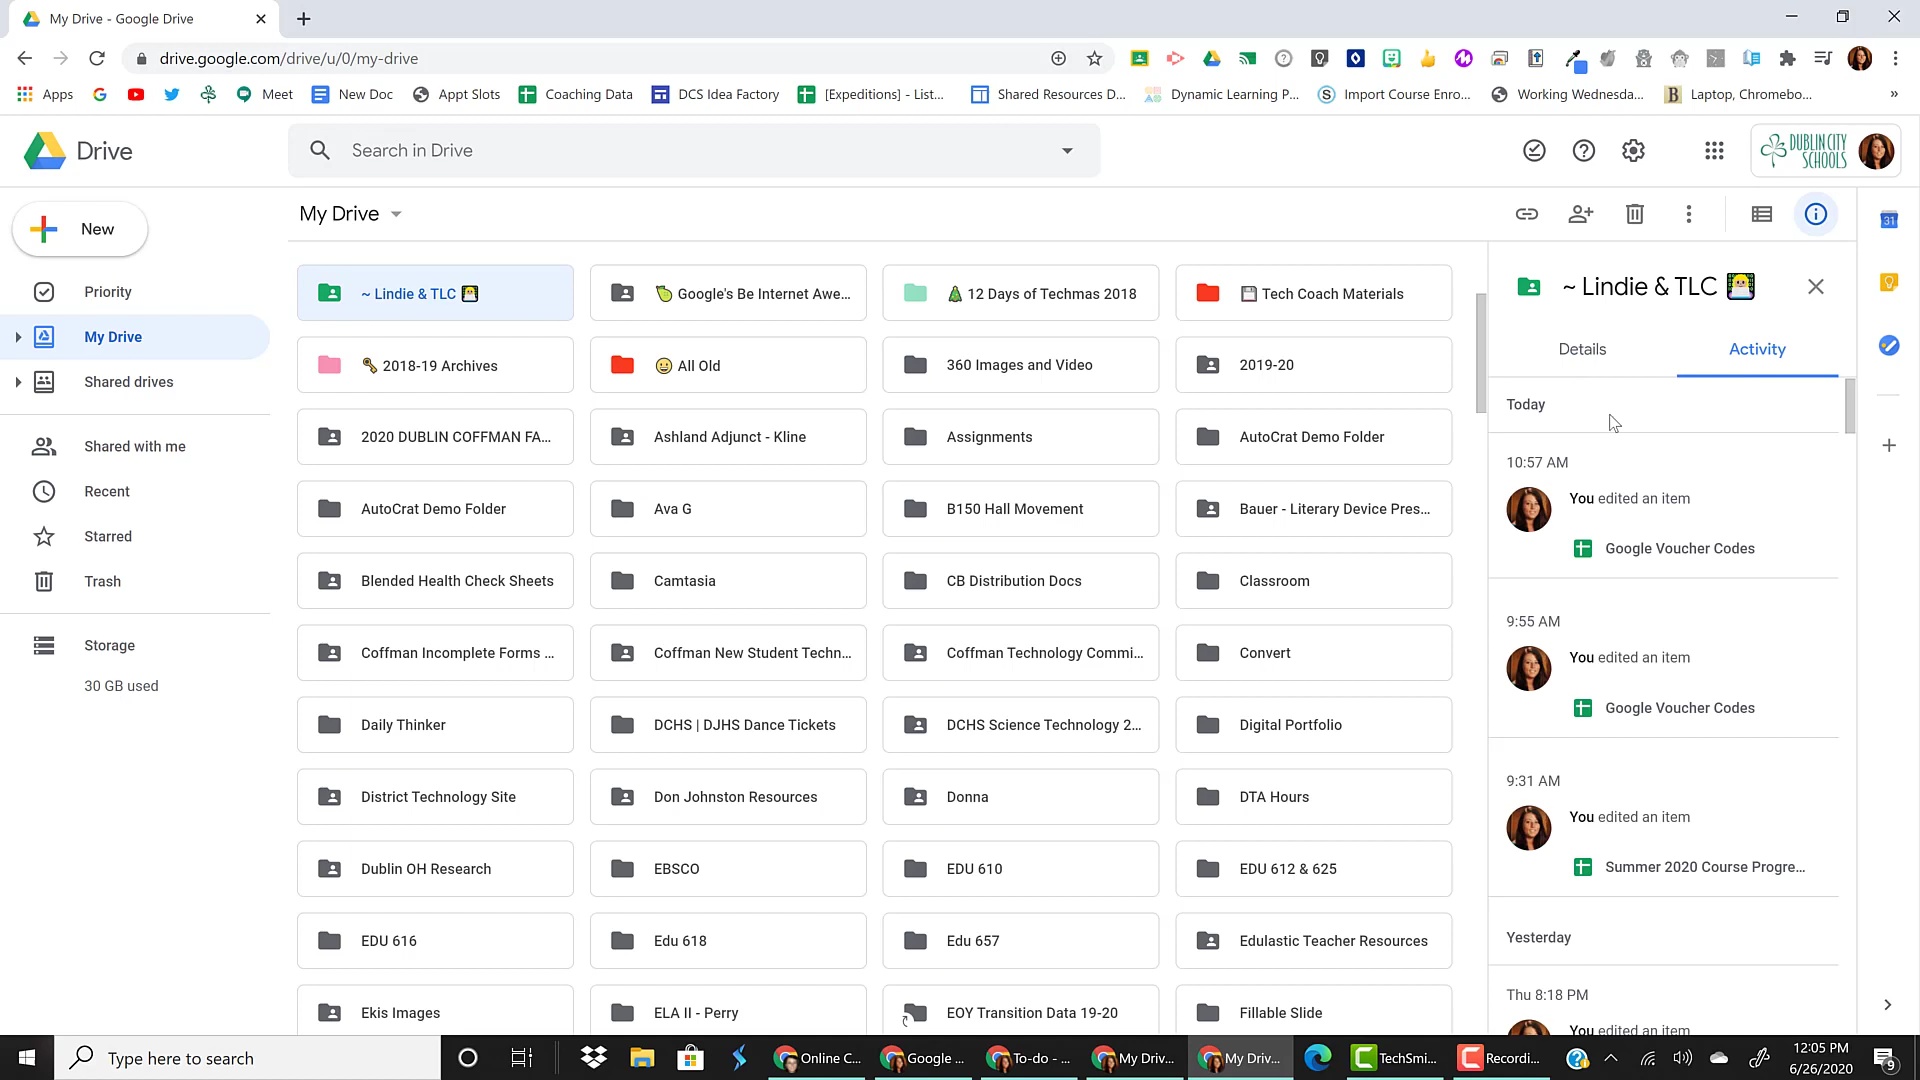 My Drive - Google Drive
drive.google.com/drive/u/0/my-drive
Apps
Meet
New Doc
Appt Slots
Coaching Data
DCS Idea Factory
[Expeditions] - List...
Shared Resources D...
Dynamic Learning P...
Import Course Enro...
Working Wednesda...
Laptop, Chromebo...
»
Drive
Search in Drive
DUBLIN CITY
SCHOOLS
New
My Drive
31
Priority
My Drive
Shared drives
Shared with me
Recent
Starred
Trash
Storage
30 GB used
~ Lindie & TLC
Google's Be Internet Awe...
12 Days of Techmas 2018
Tech Coach Materials
2018-19 Archives
All Old
360 Images and Video
2019-20
2020 DUBLIN COFFMAN FA...
Ashland Adjunct - Kline
Assignments
AutoCrat Demo Folder
AutoCrat Demo Folder
Ava G
B150 Hall Movement
Bauer - Literary Device Pres...
Blended Health Check Sheets
Camtasia
CB Distribution Docs
Classroom
Coffman Incomplete Forms ...
Coffman New Student Techn...
Coffman Technology Commi...
Convert
Daily Thinker
DCHS | DJHS Dance Tickets
DCHS Science Technology 2...
Digital Portfolio
District Technology Site
Don Johnston Resources
Donna
DTA Hours
Dublin OH Research
EBSCO
EDU 610
EDU 612 & 625
EDU 616
Edu 618
Edu 657
Edulastic Teacher Resources
Ekis Images
ELA II - Perry
EOY Transition Data 19-20
Fillable Slide
~ Lindie & TLC
Details
Activity
Today
10:57 AM
You edited an item
Google Voucher Codes
9:55 AM
You edited an item
Google Voucher Codes
9:31 AM
You edited an item
Summer 2020 Course Progre...
Yesterday
Thu 8:18 PM
You edited an item
Type here to search
Online C...
Google ...
To-do - ...
My Driv...
My Driv...
TechSmi...
Recordi...
12:05 PM
6/26/2020
9